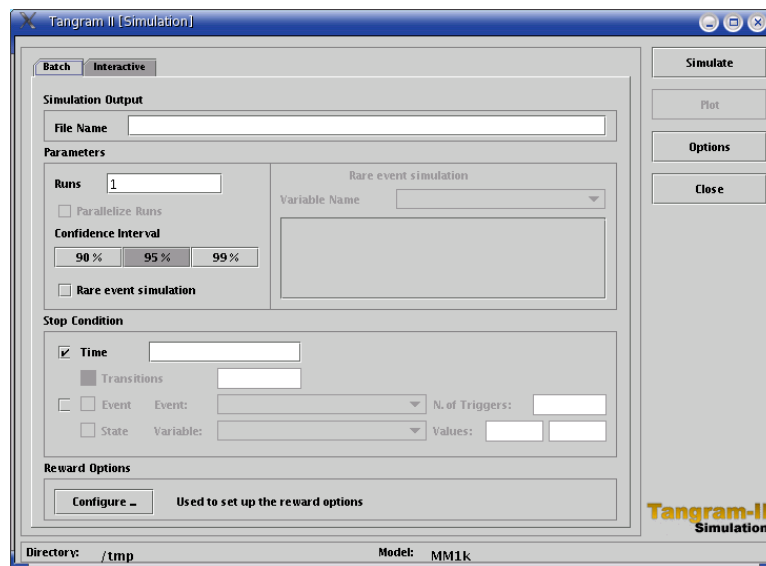 Tangram II [Simulation]
Batch Interactive
Simulate
Simulation Output
File Name
Plot
Parameters
Options
Runs 1
Rare event simulation
Close
Variable Name
Parallelize Runs
Confidence Interval
90 % 95 % 99 %
Rare event simulation
Stop Condition
Time
Transitions
Event Event: N. of Triggers:
State Variable: Values:
Reward Options
Configure ... Used to set up the reward options
Tangram-II
Simulation
Directory: /tmp Model: MM1k